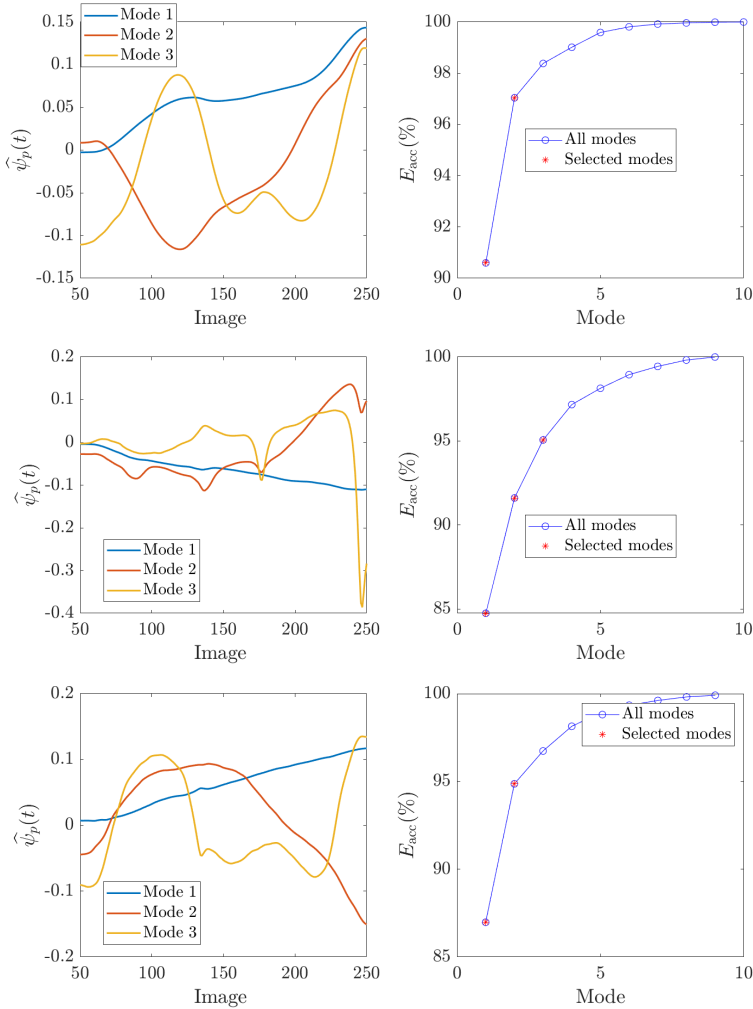 0.15
0.1
0.05
0
-0.05
-0.1
-0.15
50
100
150
200
250
Image
ψ̂p(t)
Mode 1
Mode 2
Mode 3
100
98
96
94
92
90
0
5
10
Mode
Eacc(%)
All modes
Selected modes
0.2
0.1
0
-0.1
-0.2
-0.3
-0.4
50
100
150
200
250
Image
ψ̂p(t)
Mode 1
Mode 2
Mode 3
100
95
90
85
0
5
10
Mode
Eacc(%)
All modes
Selected modes
0.2
0.1
0
-0.1
-0.2
50
100
150
200
250
Image
ψ̂p(t)
Mode 1
Mode 2
Mode 3
100
95
90
85
0
5
10
Mode
Eacc(%)
All modes
Selected modes